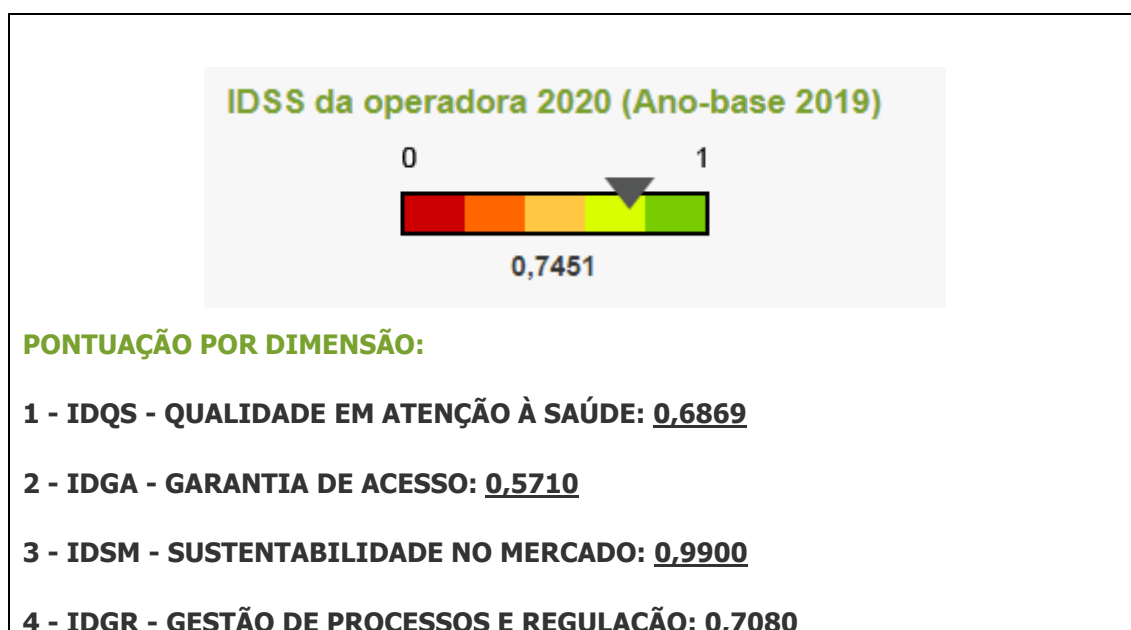 IDSS da operadora 2020 (Ano-base 2019)
0 1
0,7451
PONTUAÇÃO POR DIMENSÃO:
1 - IDQS - QUALIDADE EM ATENÇÃO À SAÚDE: 0,6869
2 - IDGA - GARANTIA DE ACESSO: 0,5710
3 - IDSM - SUSTENTABILIDADE NO MERCADO: 0,9900
4 - IDGR - GESTÃO DE PROCESSOS E REGULAÇÃO: 0,7080